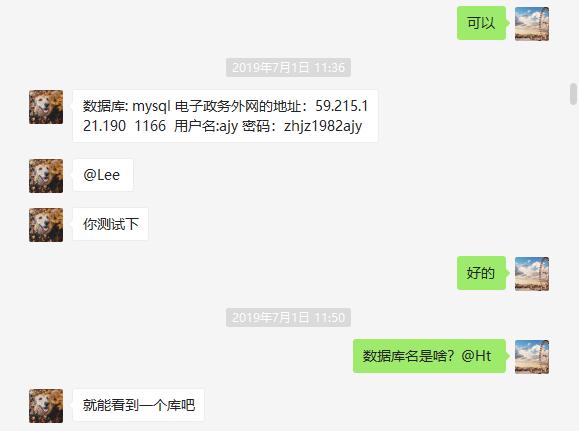 可以
2019年7月1日 11:36
数据库: mysql 电子政务外网的地址：59.215.1
21.190  1166  用户名:ajy 密码：zhjz1982ajy
@Lee
你测试下
好的
2019年7月1日 11:50
数据库名是啥？@Ht
就能看到一个库吧